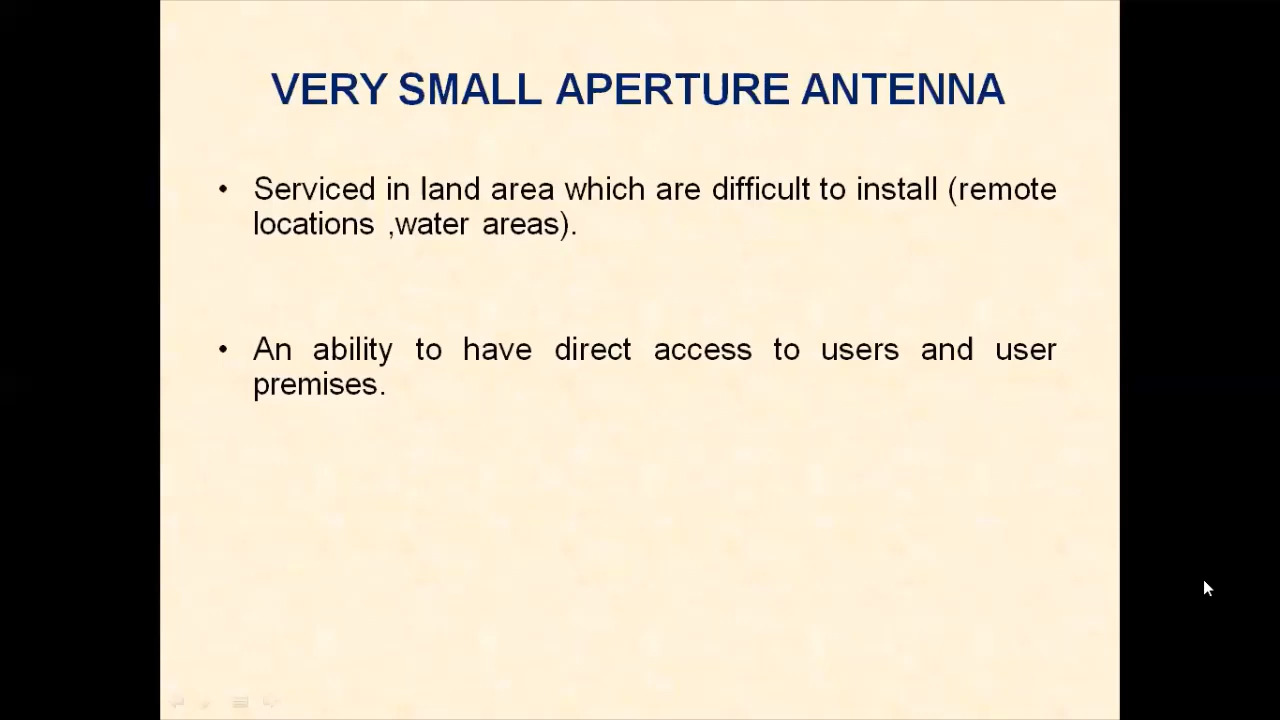 VERY SMALL APERTURE ANTENNA
• Serviced in land area which are difficult to install (remote
locations ,water areas).
• An ability to have direct access to users and user
premises.